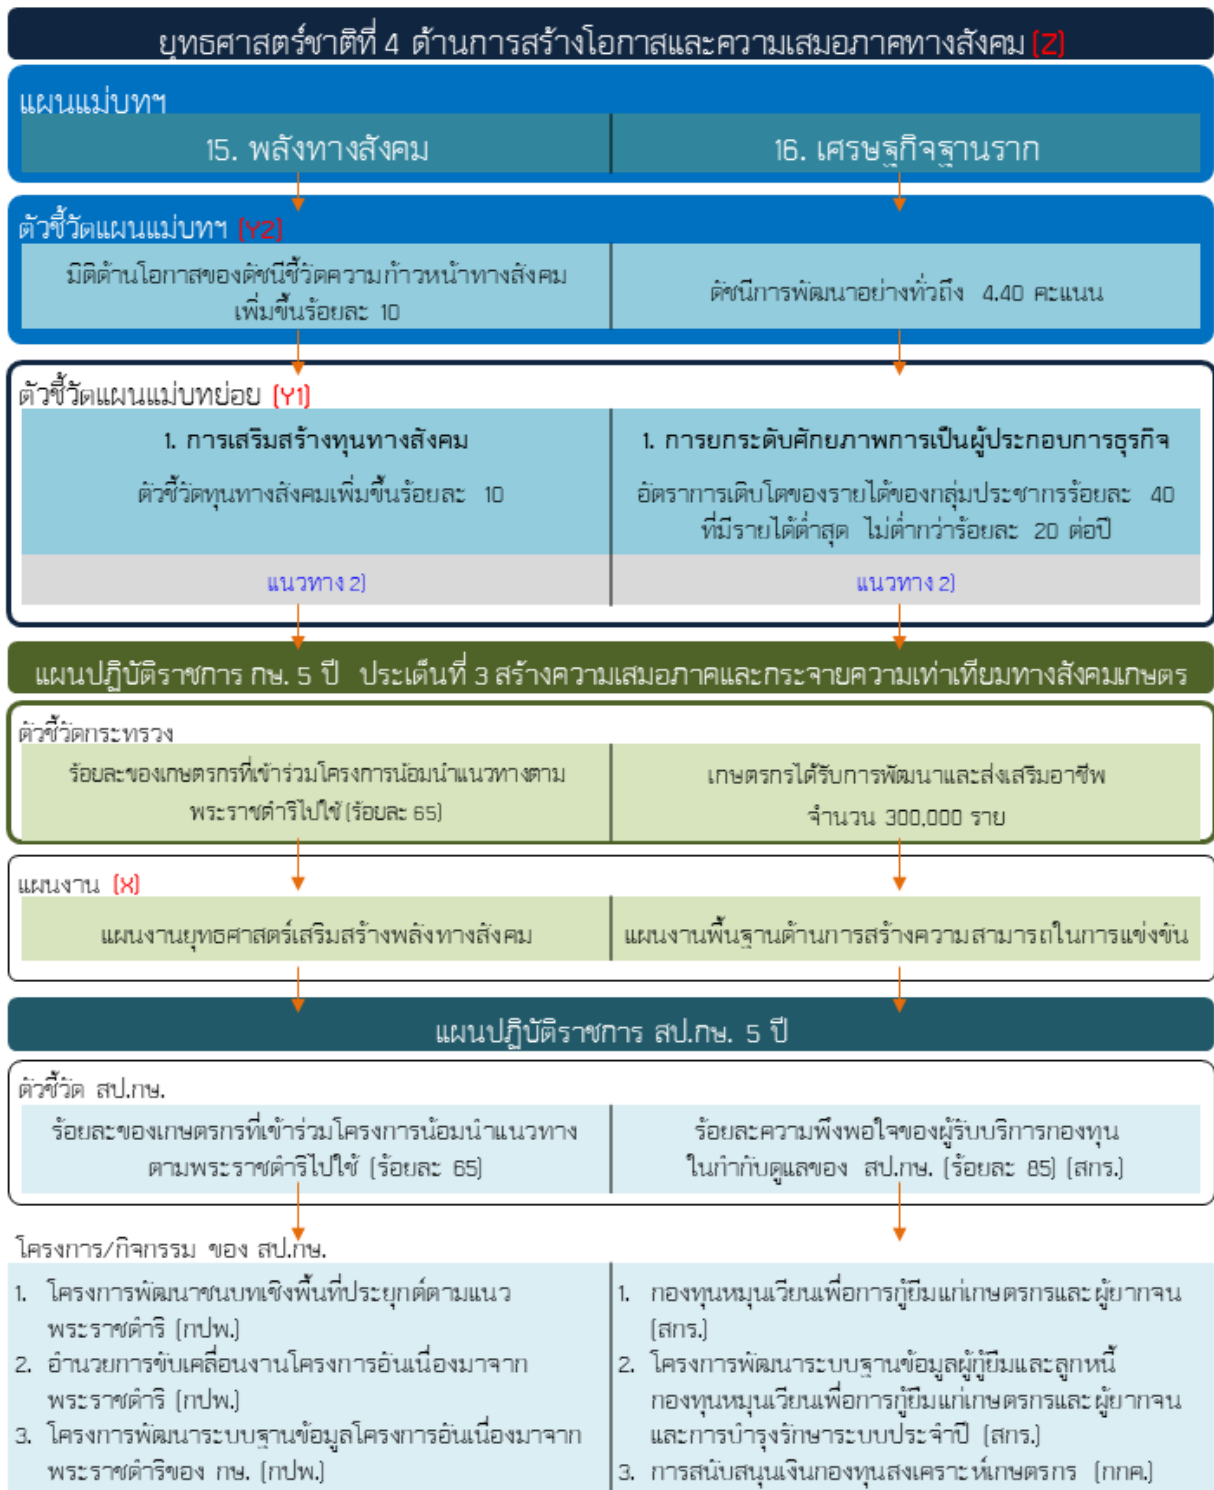 ยุทธศาสตร์ชาติที่ 4 ด้านการสร้างโอกาสและความเสมอภาคทางสังคม (Z)
แผนแม่บทฯ
15. พลังทางสังคม
16. เศรษฐกิจฐานราก
ตัวชี้วัดแผนแม่บทฯ (Y2)
มิติด้านโอกาสของดัชนีชี้วัดความก้าวหน้าทางสังคม
เพิ่มขึ้นร้อยละ 10
ดัชนีการพัฒนาอย่างทั่วถึง 4.40 คะแนน
ตัวชี้วัดแผนแม่บทย่อย (Y1)
1. การเสริมสร้างทุนทางสังคม
ตัวชี้วัดทุนทางสังคมเพิ่มขึ้นร้อยละ 10
1. การยกระดับศักยภาพการเป็นผู้ประกอบการธุรกิจ
อัตราการเติบโตของรายได้ของกลุ่มประชากรร้อยละ 40
ที่มีรายได้ต่ำสุด ไม่ต่ำกว่าร้อยละ 20 ต่อปี
แนวทาง 2)
แนวทาง 2)
แผนปฏิบัติราชการ กษ. 5 ปี ประเด็นที่ 3 สร้างความเสมอภาคและกระจายความเท่าเทียมทางสังคมเกษตร
ตัวชี้วัดกระทรวง
ร้อยละของเกษตรกรที่เข้าร่วมโครงการน้อมนำแนวทางตาม
พระราชดำริไปใช้ (ร้อยละ 65)
เกษตรกรได้รับการพัฒนาและส่งเสริมอาชีพ
จำนวน 300,000 ราย
แผนงาน (X)
แผนงานยุทธศาสตร์เสริมสร้างพลังทางสังคม
แผนงานพื้นฐานด้านการสร้างความสามารถในการแข่งขัน
แผนปฏิบัติราชการ สป.กษ. 5 ปี
ตัวชี้วัด สป.กษ.
ร้อยละของเกษตรกรที่เข้าร่วมโครงการน้อมนำแนวทาง
ตามพระราชดำริไปใช้ (ร้อยละ 65)
ร้อยละความพึงพอใจของผู้รับบริการกองทุน
ในกำกับดูแลของ สป.กษ. (ร้อยละ 85) (สกร.)
โครงการ/กิจกรรม ของ สป.กษ.
1. โครงการพัฒนาชนบทเชิงพื้นที่ประยุกต์ตามแนว
พระราชดำริ (กปพ.)
2. อำนวยการขับเคลื่อนงานโครงการอันเนื่องมาจาก
พระราชดำริ (กปพ.)
3. โครงการพัฒนาระบบฐานข้อมูลโครงการอันเนื่องมาจาก
พระราชดำริของ กษ. (กปพ.)
1. กองทุนหมุนเวียนเพื่อการกู้ยืมแก่เกษตรกรและผู้ยากจน
(สกร.)
2. โครงการพัฒนาระบบฐานข้อมูลผู้กู้ยืมและลูกหนี้
กองทุนหมุนเวียนเพื่อการกู้ยืมแก่เกษตรกรและผู้ยากจน
และการบำรุงรักษาระบบประจำปี (สกร.)
3. การสนับสนุนเงินกองทุนสงเคราะห์เกษตรกร (กกค.)